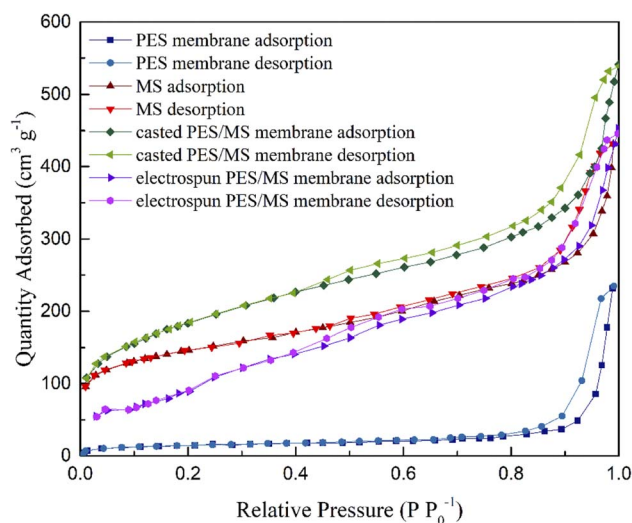 600
500
400
300
200
100
0
Quantity Adsorbed (cm³ g⁻¹)
PES membrane adsorption
PES membrane desorption
MS adsorption
MS desorption
casted PES/MS membrane adsorption
casted PES/MS membrane desorption
electrospun PES/MS membrane adsorption
electrospun PES/MS membrane desorption
0.0 0.2 0.4 0.6 0.8 1.0
Relative Pressure (P P₀⁻¹)